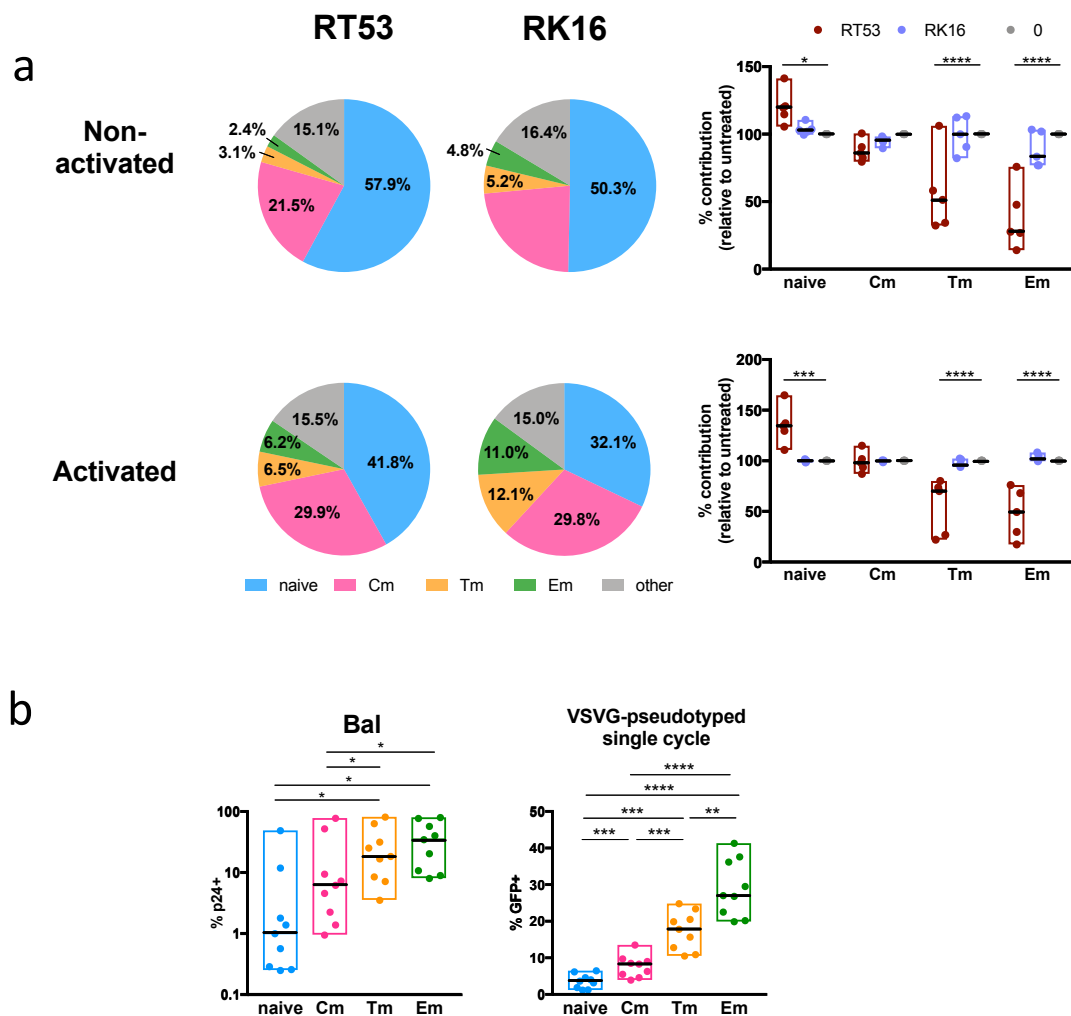 RT53 RK16
RT53 RK16 0
a
Non-
activated
2.4%
3.1%
15.1%
57.9%
21.5%
4.8%
16.4%
5.2%
50.3%
% contribution
(relative to untreated)
150
100
50
0
* **** ****
naive Cm Tm Em
Activated
15.5%
6.2%
6.5%
41.8%
29.9%
15.0%
11.0%
32.1%
12.1%
29.8%
% contribution
(relative to untreated)
200
150
100
50
0
*** **** ****
naive Cm Tm Em
naive Cm Tm Em other
b
Bal
*
*
*
*
% p24+
100
10
1
0.1
naive Cm Tm Em
VSVG-pseudotyped
single cycle
****
****
*** **
*** ***
% GFP+
50
40
30
20
10
0
naive Cm Tm Em